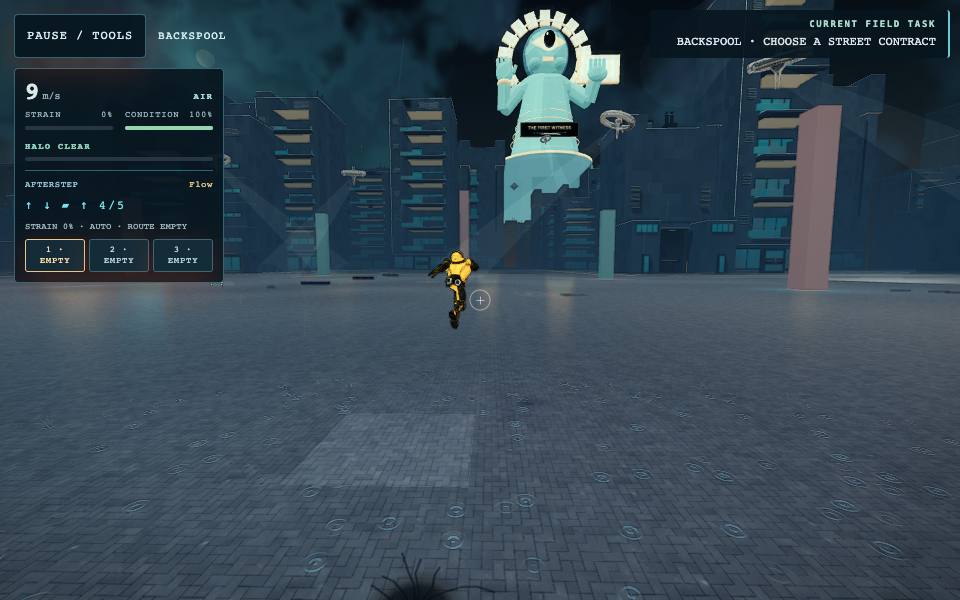 PAUSE / TOOLS
BACKSPOOL
CURRENT FIELD TASK
BACKSPOOL · CHOOSE A STREET CONTRACT
9 m/s
AIR
STRAIN 0%
CONDITION 100%
HALO CLEAR
AFTERSTEP
Flow
↑ ↓ ▰ ↑ 4/5
STRAIN 0% · AUTO · ROUTE EMPTY
1 · EMPTY
2 · EMPTY
3 · EMPTY
THE FIRST WITNESS